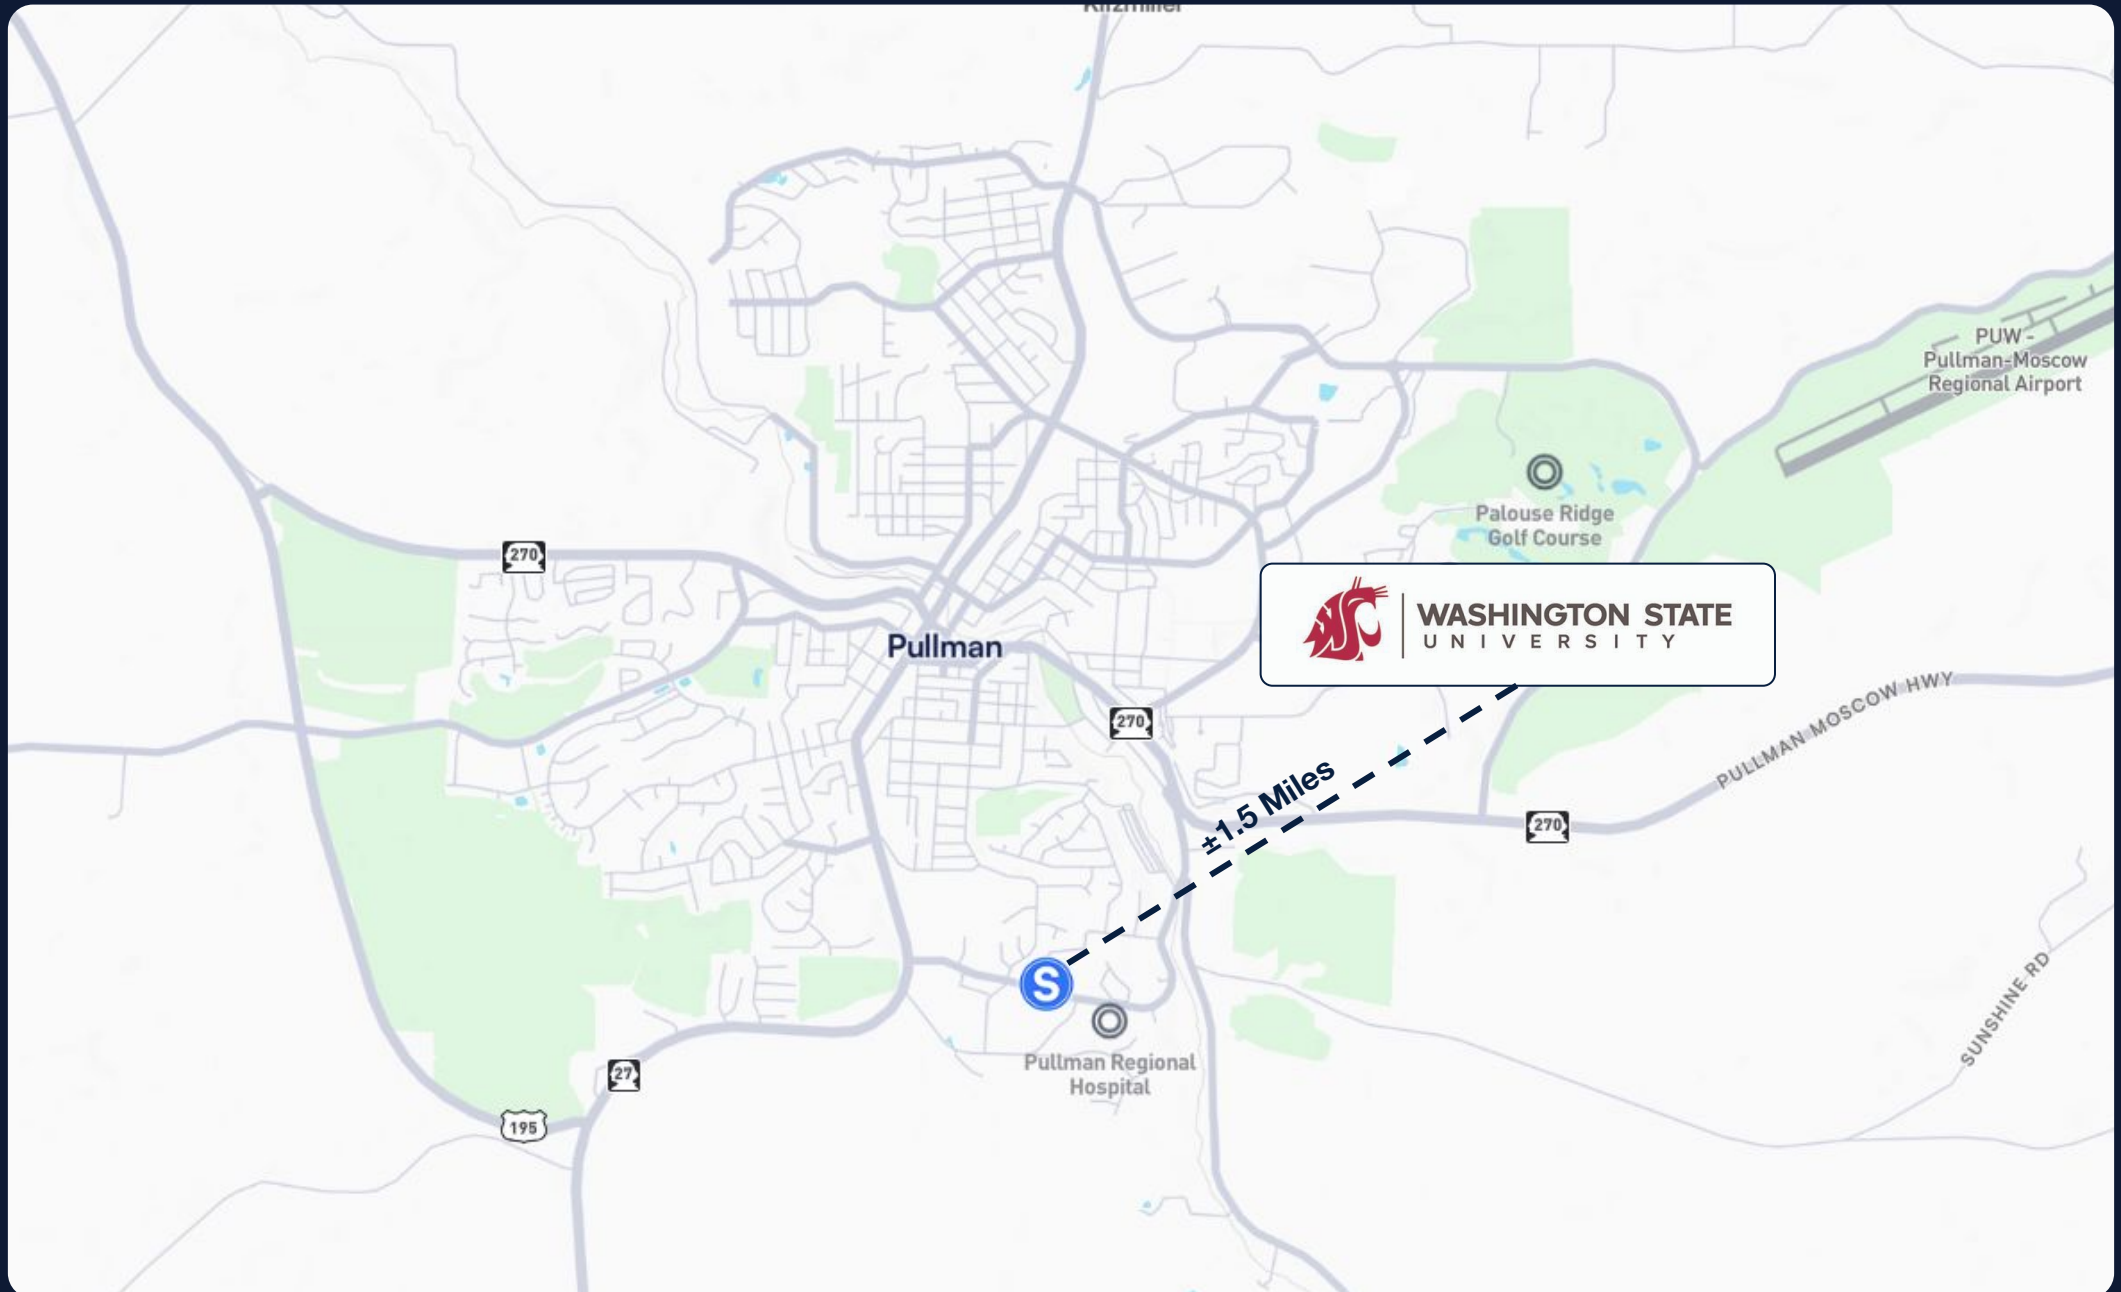 PUW -
Pullman-Moscow
Regional Airport
Palouse Ridge
Golf Course
270
WASHINGTON STATE
UNIVERSITY
Pullman
270
PULLMAN MOSCOW HWY
±1.5 Miles
270
S
Pullman Regional
Hospital
SUNSHINE RD
27
195